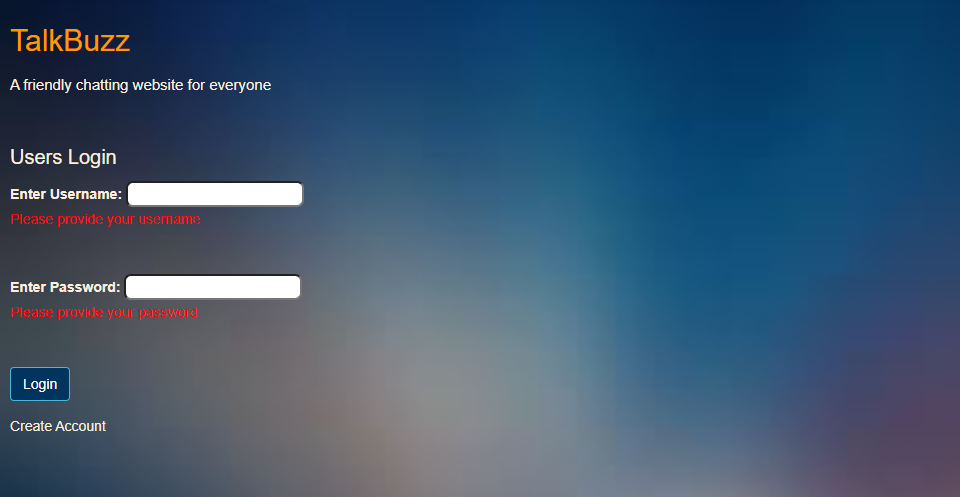 TalkBuzz
A friendly chatting website for everyone
Users Login
Enter Username:
Please provide your username
Enter Password:
Please provide your password
Login
Create Account